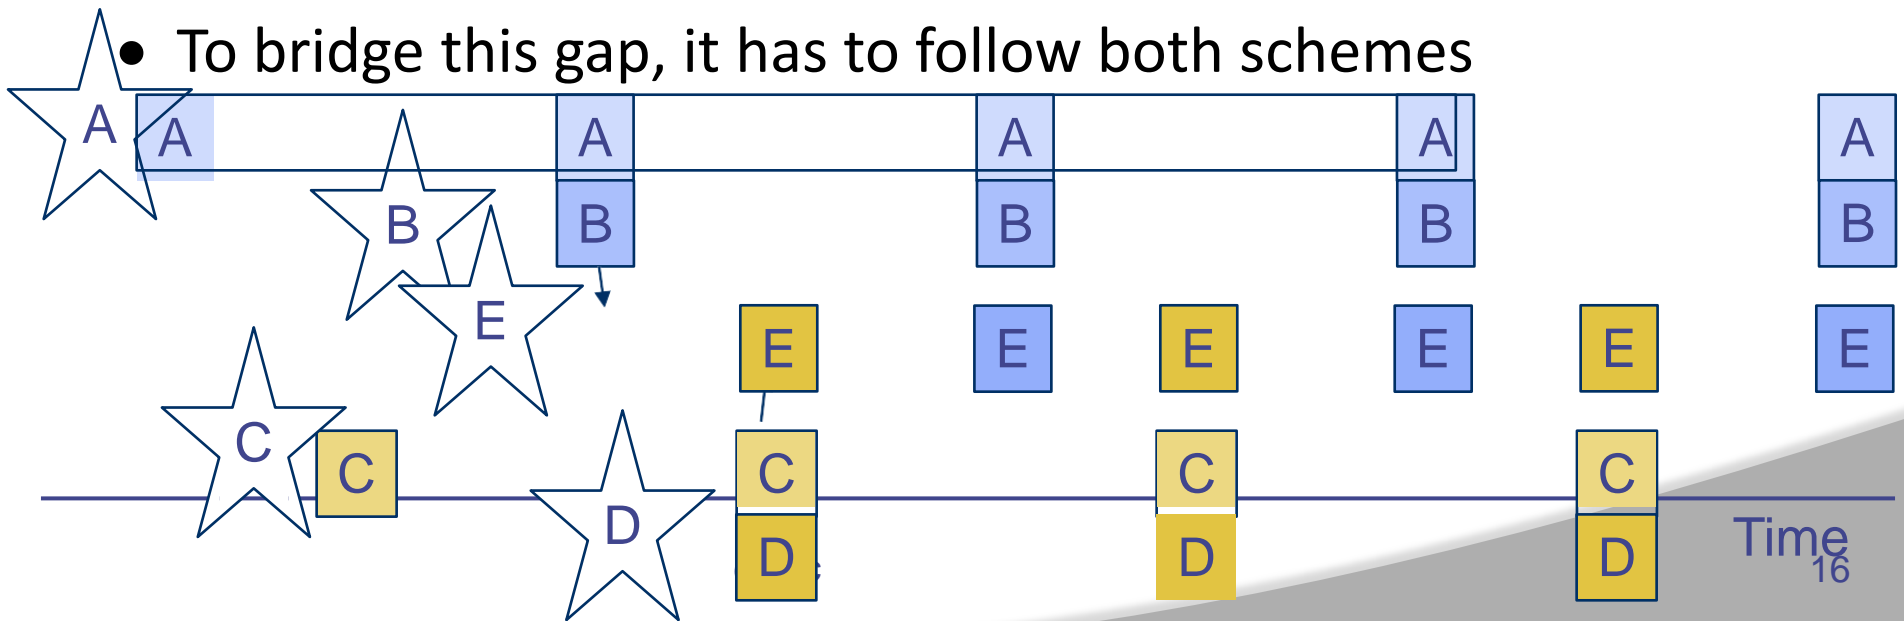 • To bridge this gap, it has to follow both schemes
A A A A A A
B B B B B
E E E E E E E
C C C C C
D D D D
Time
16